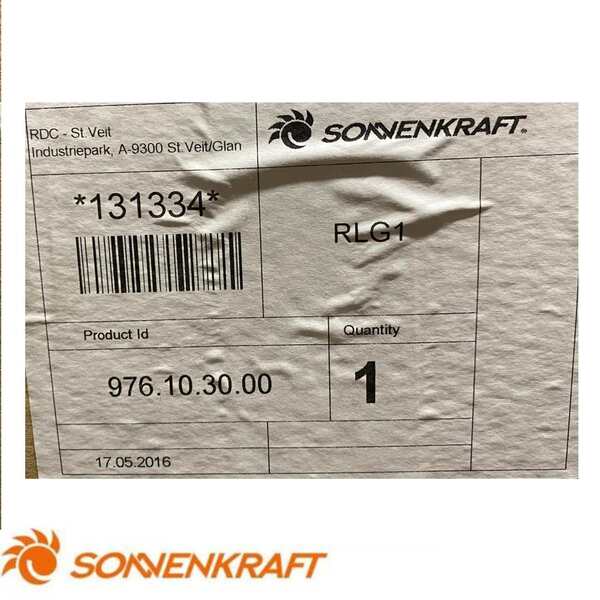 RDC - St.Veit
Industriepark, A-9300 St.Veit/Glan
SONNENKRAFT®
*131334*
RLG1
Product Id
Quantity
976.10.30.00
1
17.05.2016
SONNENKRAFT